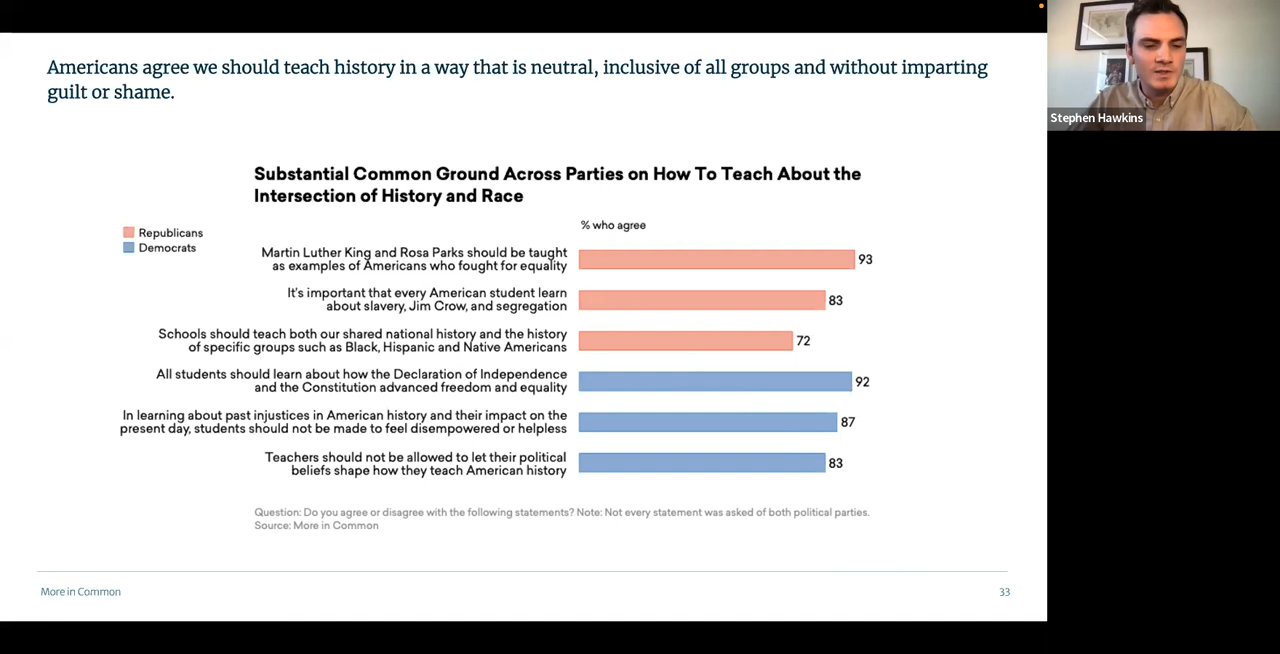 Americans agree we should teach history in a way that is neutral, inclusive of all groups and without imparting
guilt or shame.
Stephen Hawkins
Substantial Common Ground Across Parties on How To Teach About the
Intersection of History and Race
% who agree
Republicans
Democrats
Martin Luther King and Rosa Parks should be taught
as examples of Americans who fought for equality
93
It's important that every American student learn
about slavery, Jim Crow, and segregation
83
Schools should teach both our shared national history and the history
of specific groups such as Black, Hispanic and Native Americans
72
All students should learn about how the Declaration of Independence
and the Constitution advanced freedom and equality
92
In learning about past injustices in American history and their impact on the
present day, students should not be made to feel disempowered or helpless
87
Teachers should not be allowed to let their political
beliefs shape how they teach American history
83
Question: Do you agree or disagree with the following statements? Note: Not every statement was asked of both political parties.
Source: More in Common
More in Common
33